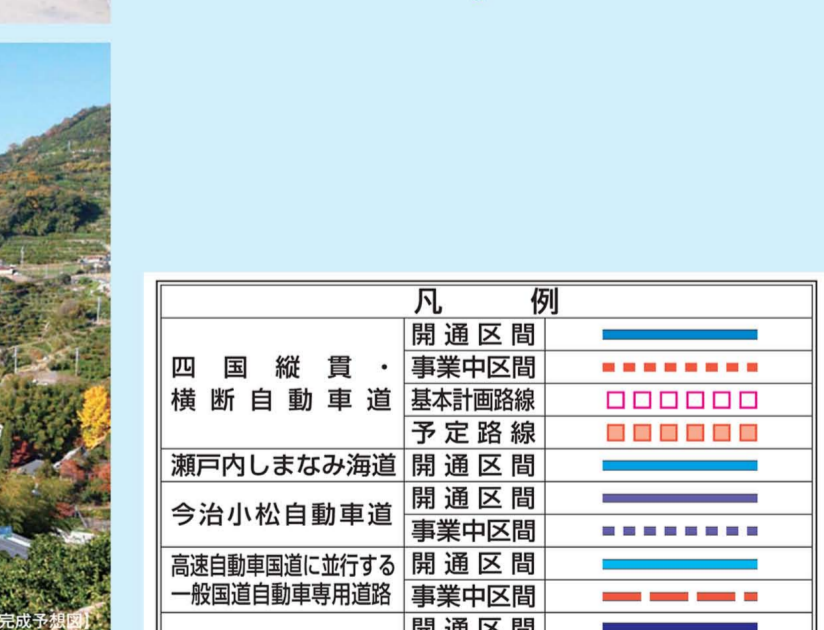 凡例
四国縦貫・
横断自動車道
開通区間
事業中区間
基本計画路線
予定路線
瀬戸内しまなみ海道 開通区間
今治小松自動車道
開通区間
事業中区間
高速自動車国道に並行する
一般国道自動車専用道路
開通区間
事業中区間
開通区間
完成予想図】